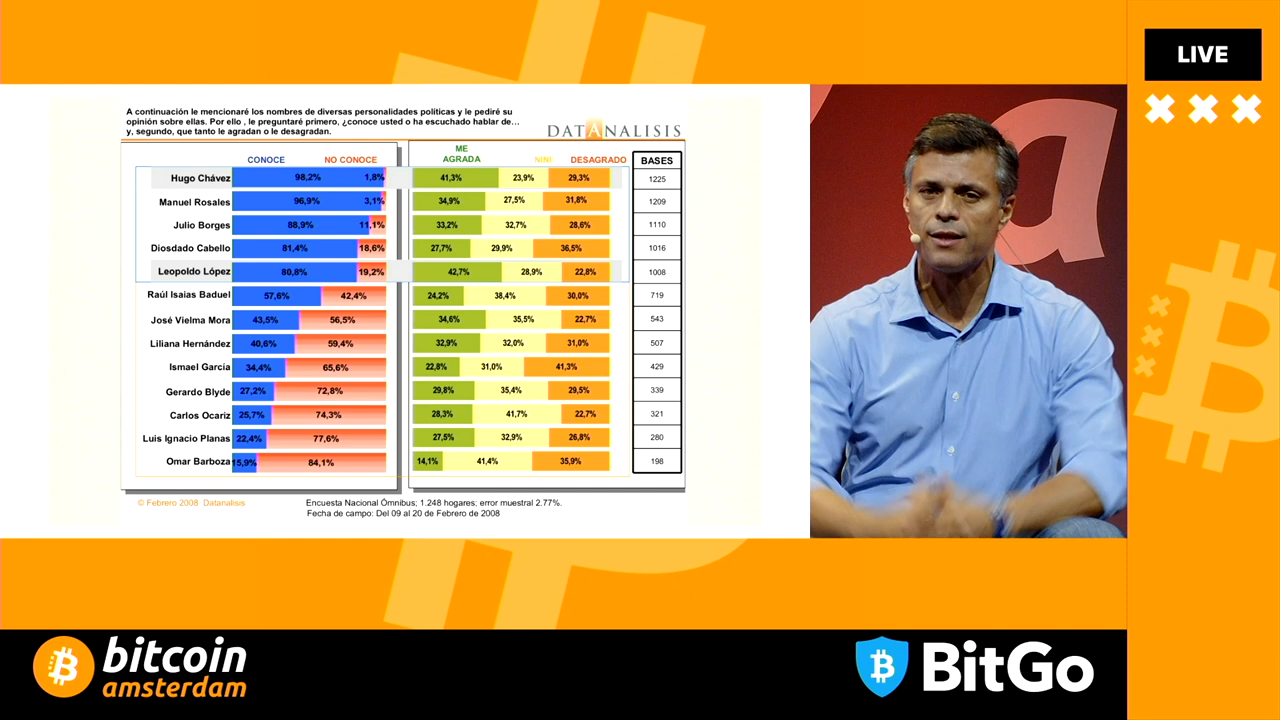 LIVE
A continuación le mencionaré los nombres de diversas personalidades políticas y le pediré su
opinión sobre ellas. Por ello , le preguntaré primero, ¿conoce usted o ha escuchado hablar de…
y, segundo, que tanto le agradan o le desagradan.
DATANALISIS
CONOCE NO CONOCE ME AGRADA NINI DESAGRADO BASES
Hugo Chávez 98,2% 1,8% 41,3% 23,9% 29,3% 1225
Manuel Rosales 96,9% 3,1% 34,9% 27,5% 31,8% 1209
Julio Borges 88,9% 11,1% 33,2% 32,7% 28,6% 1110
Diosdado Cabello 81,4% 18,6% 27,7% 29,9% 36,5% 1016
Leopoldo López 80,8% 19,2% 42,7% 28,9% 22,8% 1008
Raúl Isaias Baduel 57,6% 42,4% 24,2% 38,4% 30,0% 719
José Vielma Mora 43,5% 56,5% 34,6% 35,5% 22,7% 543
Liliana Hernández 40,6% 59,4% 32,9% 32,0% 31,0% 507
Ismael García 34,4% 65,6% 22,8% 31,0% 41,3% 429
Gerardo Blyde 27,2% 72,8% 29,8% 35,4% 29,5% 339
Carlos Ocariz 25,7% 74,3% 28,3% 41,7% 22,7% 321
Luis Ignacio Planas 22,4% 77,6% 27,5% 32,9% 26,8% 280
Omar Barboza 15,9% 84,1% 14,1% 41,4% 35,9% 198
© Febrero 2008 Datanalisis
Encuesta Nacional Ómnibus; 1.248 hogares; error muestral 2.77%.
Fecha de campo: Del 09 al 20 de Febrero de 2008
bitcoin
amsterdam
BitGo